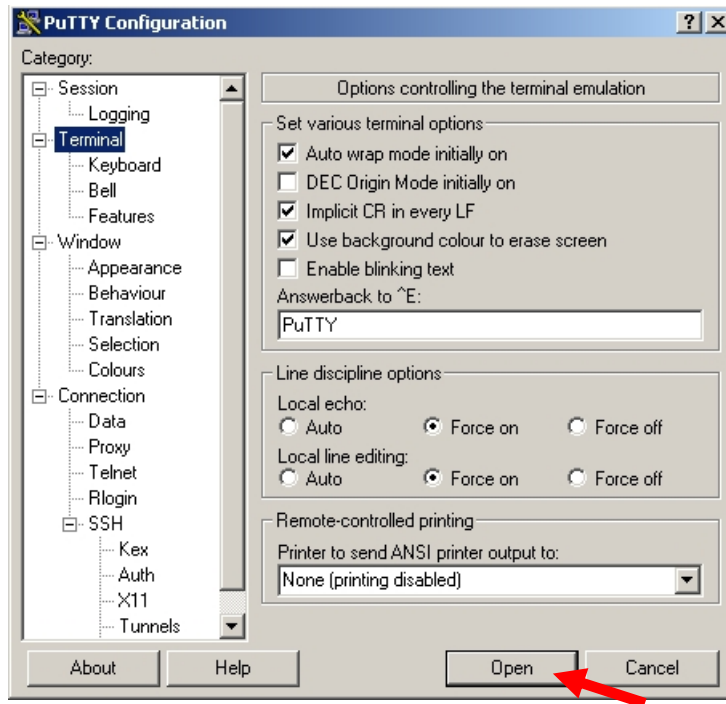 PuTTY Configuration
Category:
Session
Logging
Terminal
Keyboard
Bell
Features
Window
Appearance
Behaviour
Translation
Selection
Colours
Connection
Data
Proxy
Telnet
Rlogin
SSH
Kex
Auth
X11
Tunnels
Options controlling the terminal emulation
Set various terminal options
Auto wrap mode initially on
DEC Origin Mode initially on
Implicit CR in every LF
Use background colour to erase screen
Enable blinking text
Answerback to ^E:
PuTTY
Line discipline options
Local echo:
Auto Force on Force off
Local line editing:
Auto Force on Force off
Remote-controlled printing
Printer to send ANSI printer output to:
None (printing disabled)
About Help Open Cancel